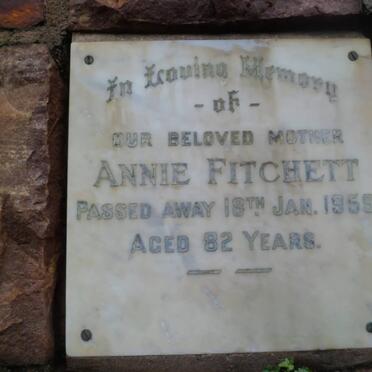 In Loving Memory
- of -
OUR BELOVED MOTHER
ANNIE FITCHETT
PASSED AWAY 18TH JAN. 1955
AGED 82 YEARS.